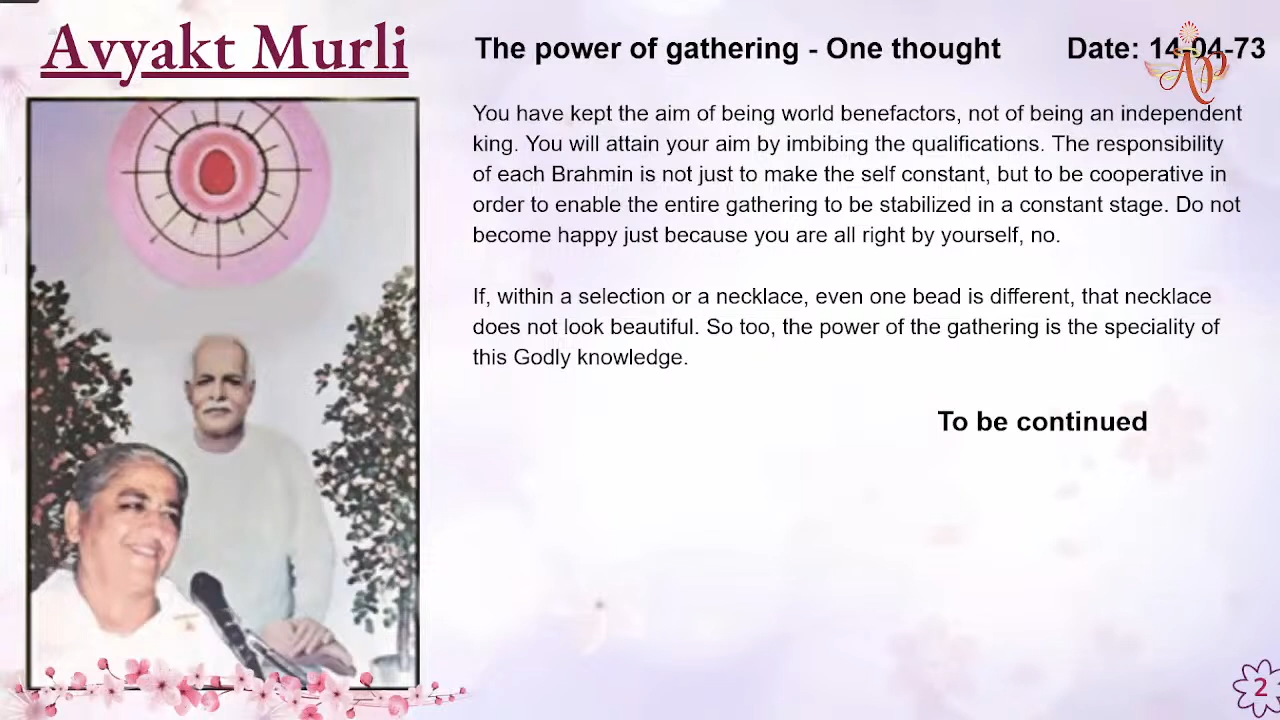 Avyakt Murli
The power of gathering - One thought
Date: 14-04-73
You have kept the aim of being world benefactors, not of being an independent
king. You will attain your aim by imbibing the qualifications. The responsibility
of each Brahmin is not just to make the self constant, but to be cooperative in
order to enable the entire gathering to be stabilized in a constant stage. Do not
become happy just because you are all right by yourself, no.
If, within a selection or a necklace, even one bead is different, that necklace
does not look beautiful. So too, the power of the gathering is the speciality of
this Godly knowledge.
To be continued
2